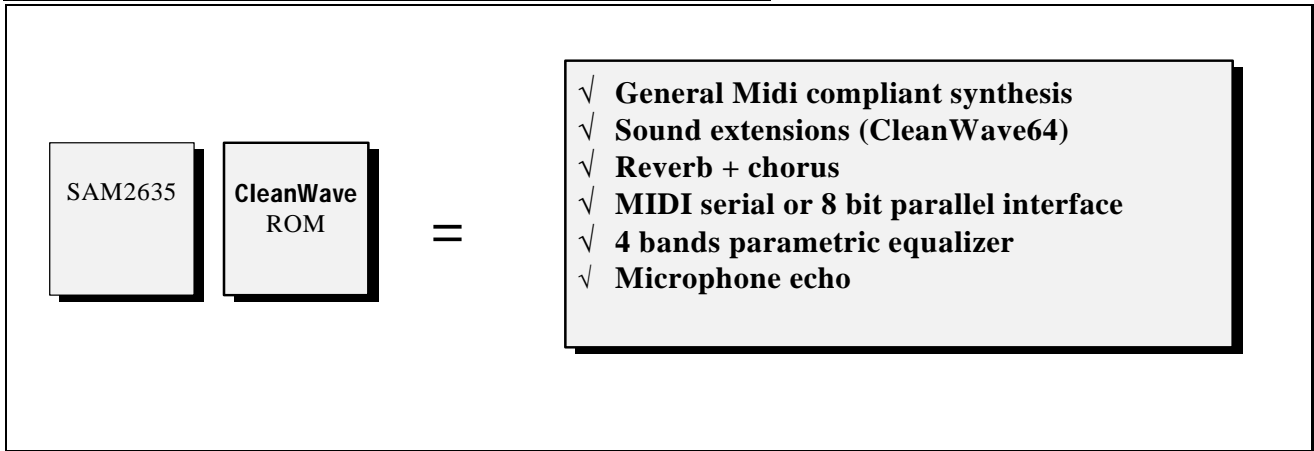 SAM2635
CleanWave
ROM
=
√ General Midi compliant synthesis
√ Sound extensions (CleanWave64)
√ Reverb + chorus
√ MIDI serial or 8 bit parallel interface
√ 4 bands parametric equalizer
√ Microphone echo